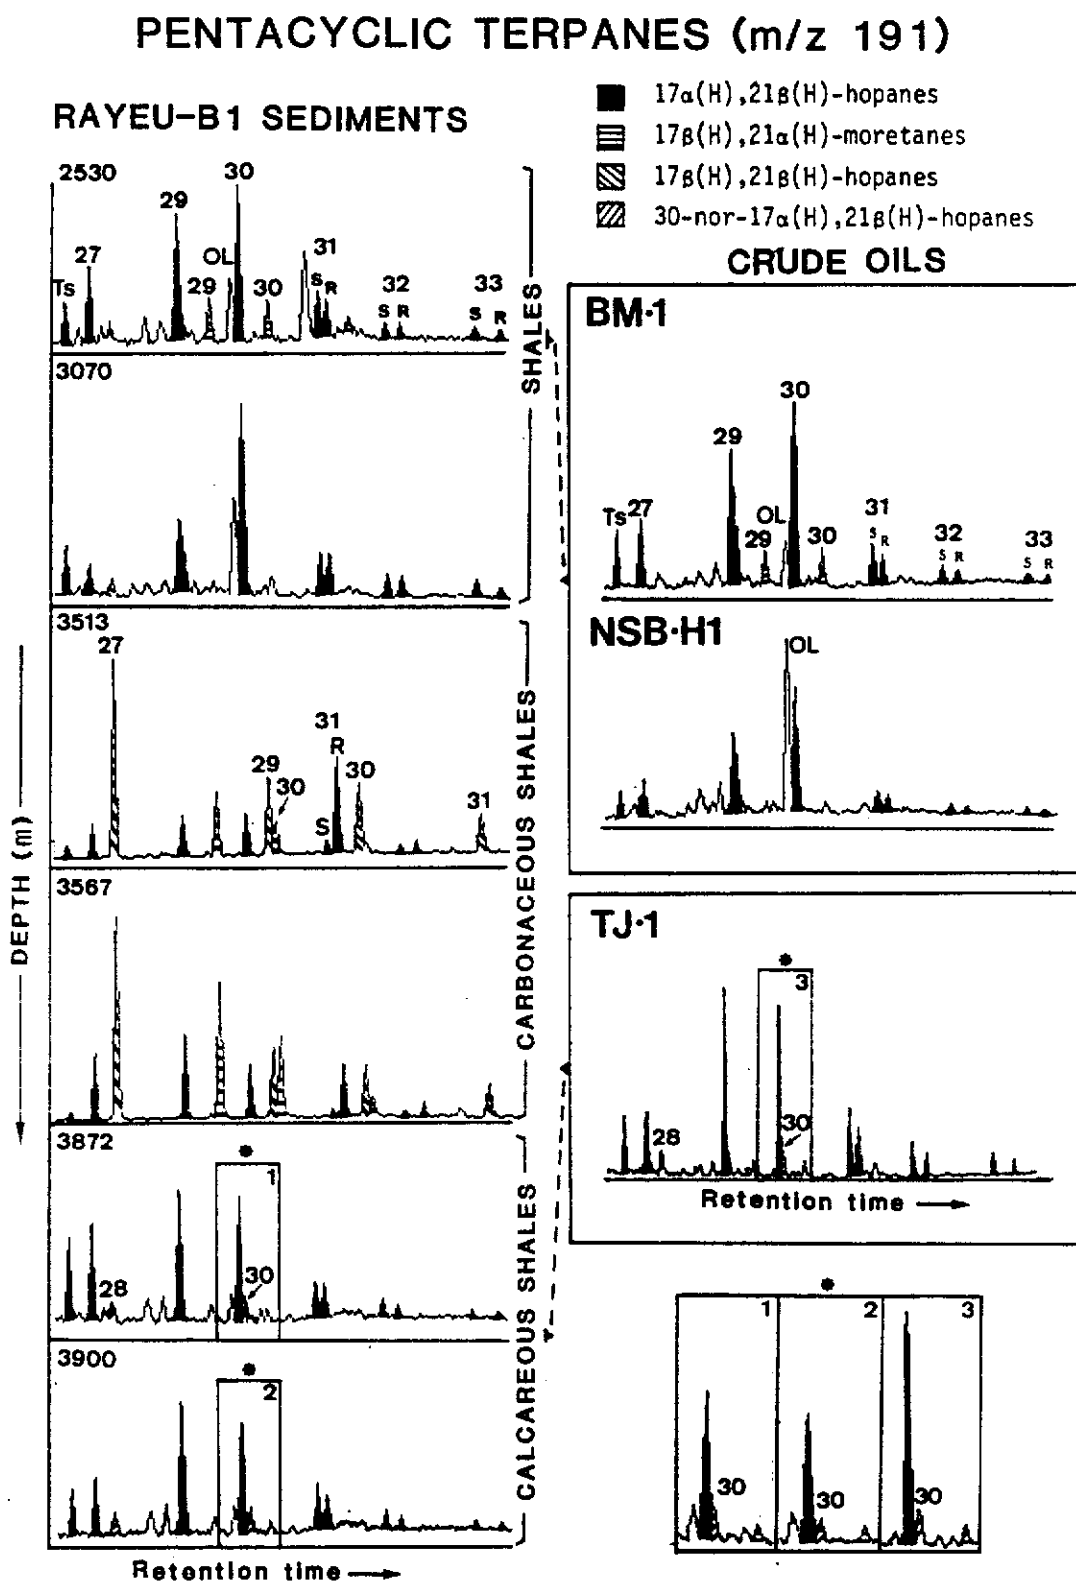 PENTACYCLIC TERPANES (m/z 191)
17α(H),21β(H)-hopanes
17β(H),21α(H)-moretanes
17β(H),21β(H)-hopanes
30-nor-17α(H),21β(H)-hopanes
RAYEU-B1 SEDIMENTS
2530
Ts
27
29
29
OL
30
30
31
S R
32
S R
33
S R
3070
SHALES
3513
27
29
30
31
R
S
30
31
3567
CARBONACEOUS SHALES
3872
28
*
1
30
3900
*
2
CALCAREOUS SHALES
DEPTH (m)
Retention time
CRUDE OILS
BM·1
Ts
27
29
29
OL
30
30
31
S R
32
S R
33
S R
NSB·H1
OL
TJ·1
28
*
3
30
Retention time
*
1
2
3
30
30
30